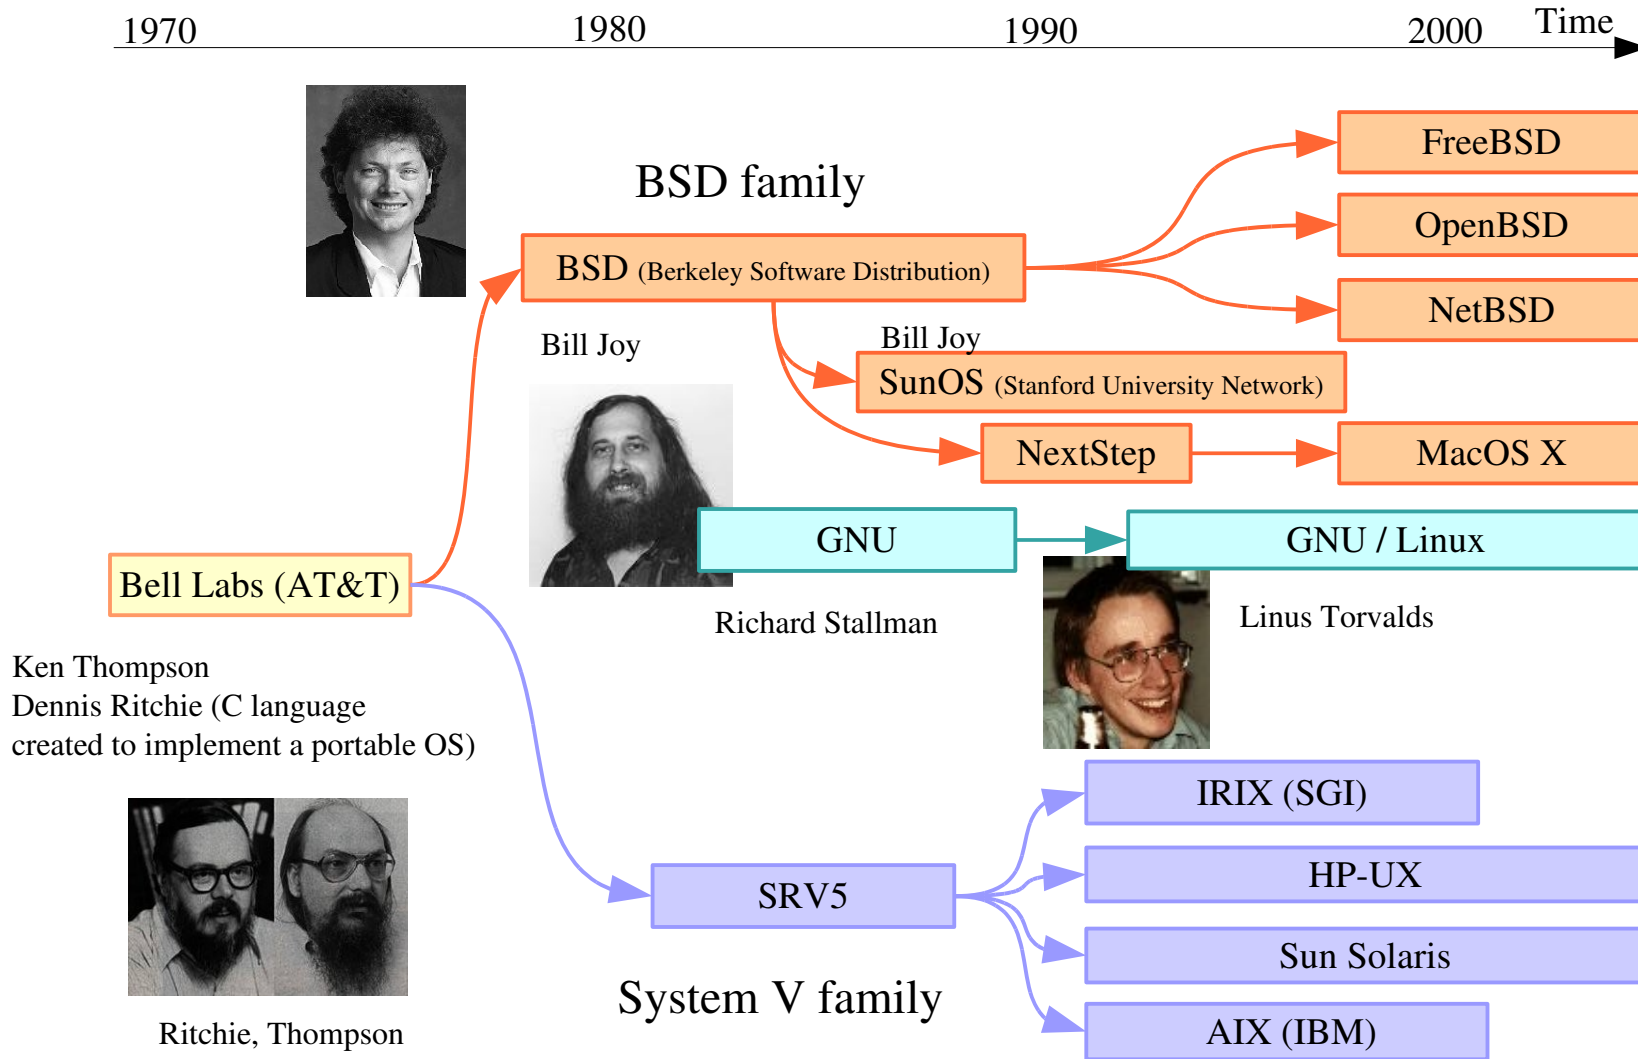 1970
1980
1990
2000
Time
BSD family
FreeBSD
OpenBSD
BSD (Berkeley Software Distribution)
NetBSD
Bill Joy
Bill Joy
SunOS (Stanford University Network)
NextStep
MacOS X
GNU
GNU / Linux
Bell Labs (AT&T)
Richard Stallman
Linus Torvalds
Ken Thompson
Dennis Ritchie (C language
created to implement a portable OS)
IRIX (SGI)
HP-UX
SRV5
Sun Solaris
System V family
AIX (IBM)
Ritchie, Thompson